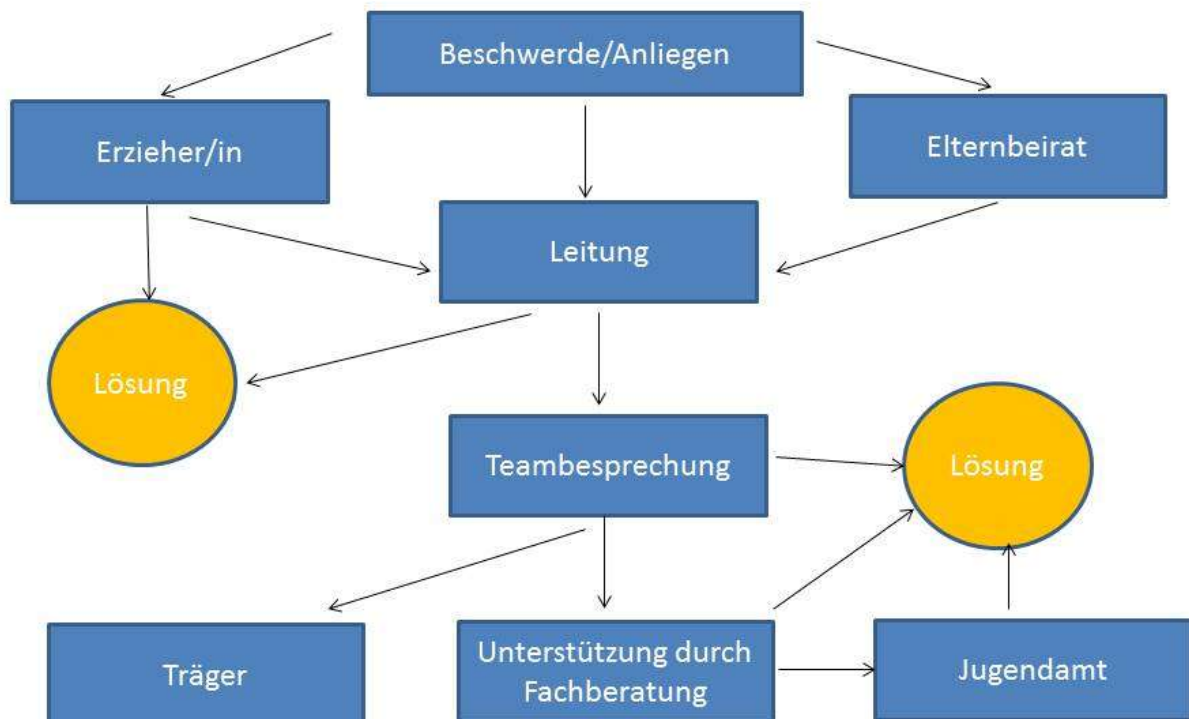 Beschwerde/Anliegen
Erzieher/in
Elternbeirat
Leitung
Lösung
Teambesprechung
Lösung
Träger
Unterstützung durch
Fachberatung
Jugendamt